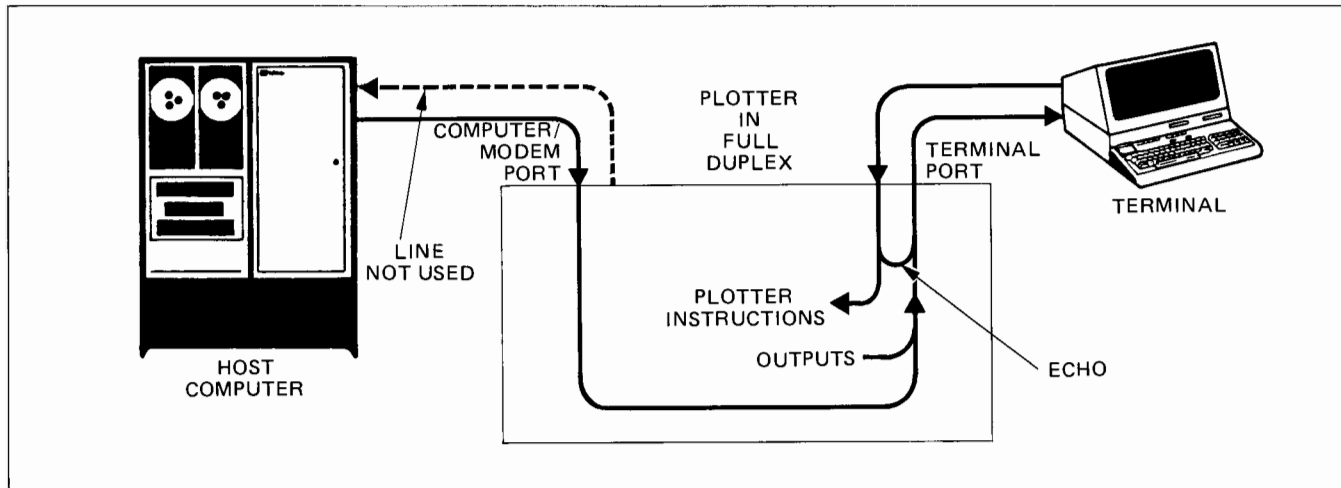 COMPUTER/
MODEM
PORT
PLOTTER
IN
FULL
DUPLEX
TERMINAL
PORT
TERMINAL
LINE
NOT USED
PLOTTER
INSTRUCTIONS
OUTPUTS
ECHO
HOST
COMPUTER